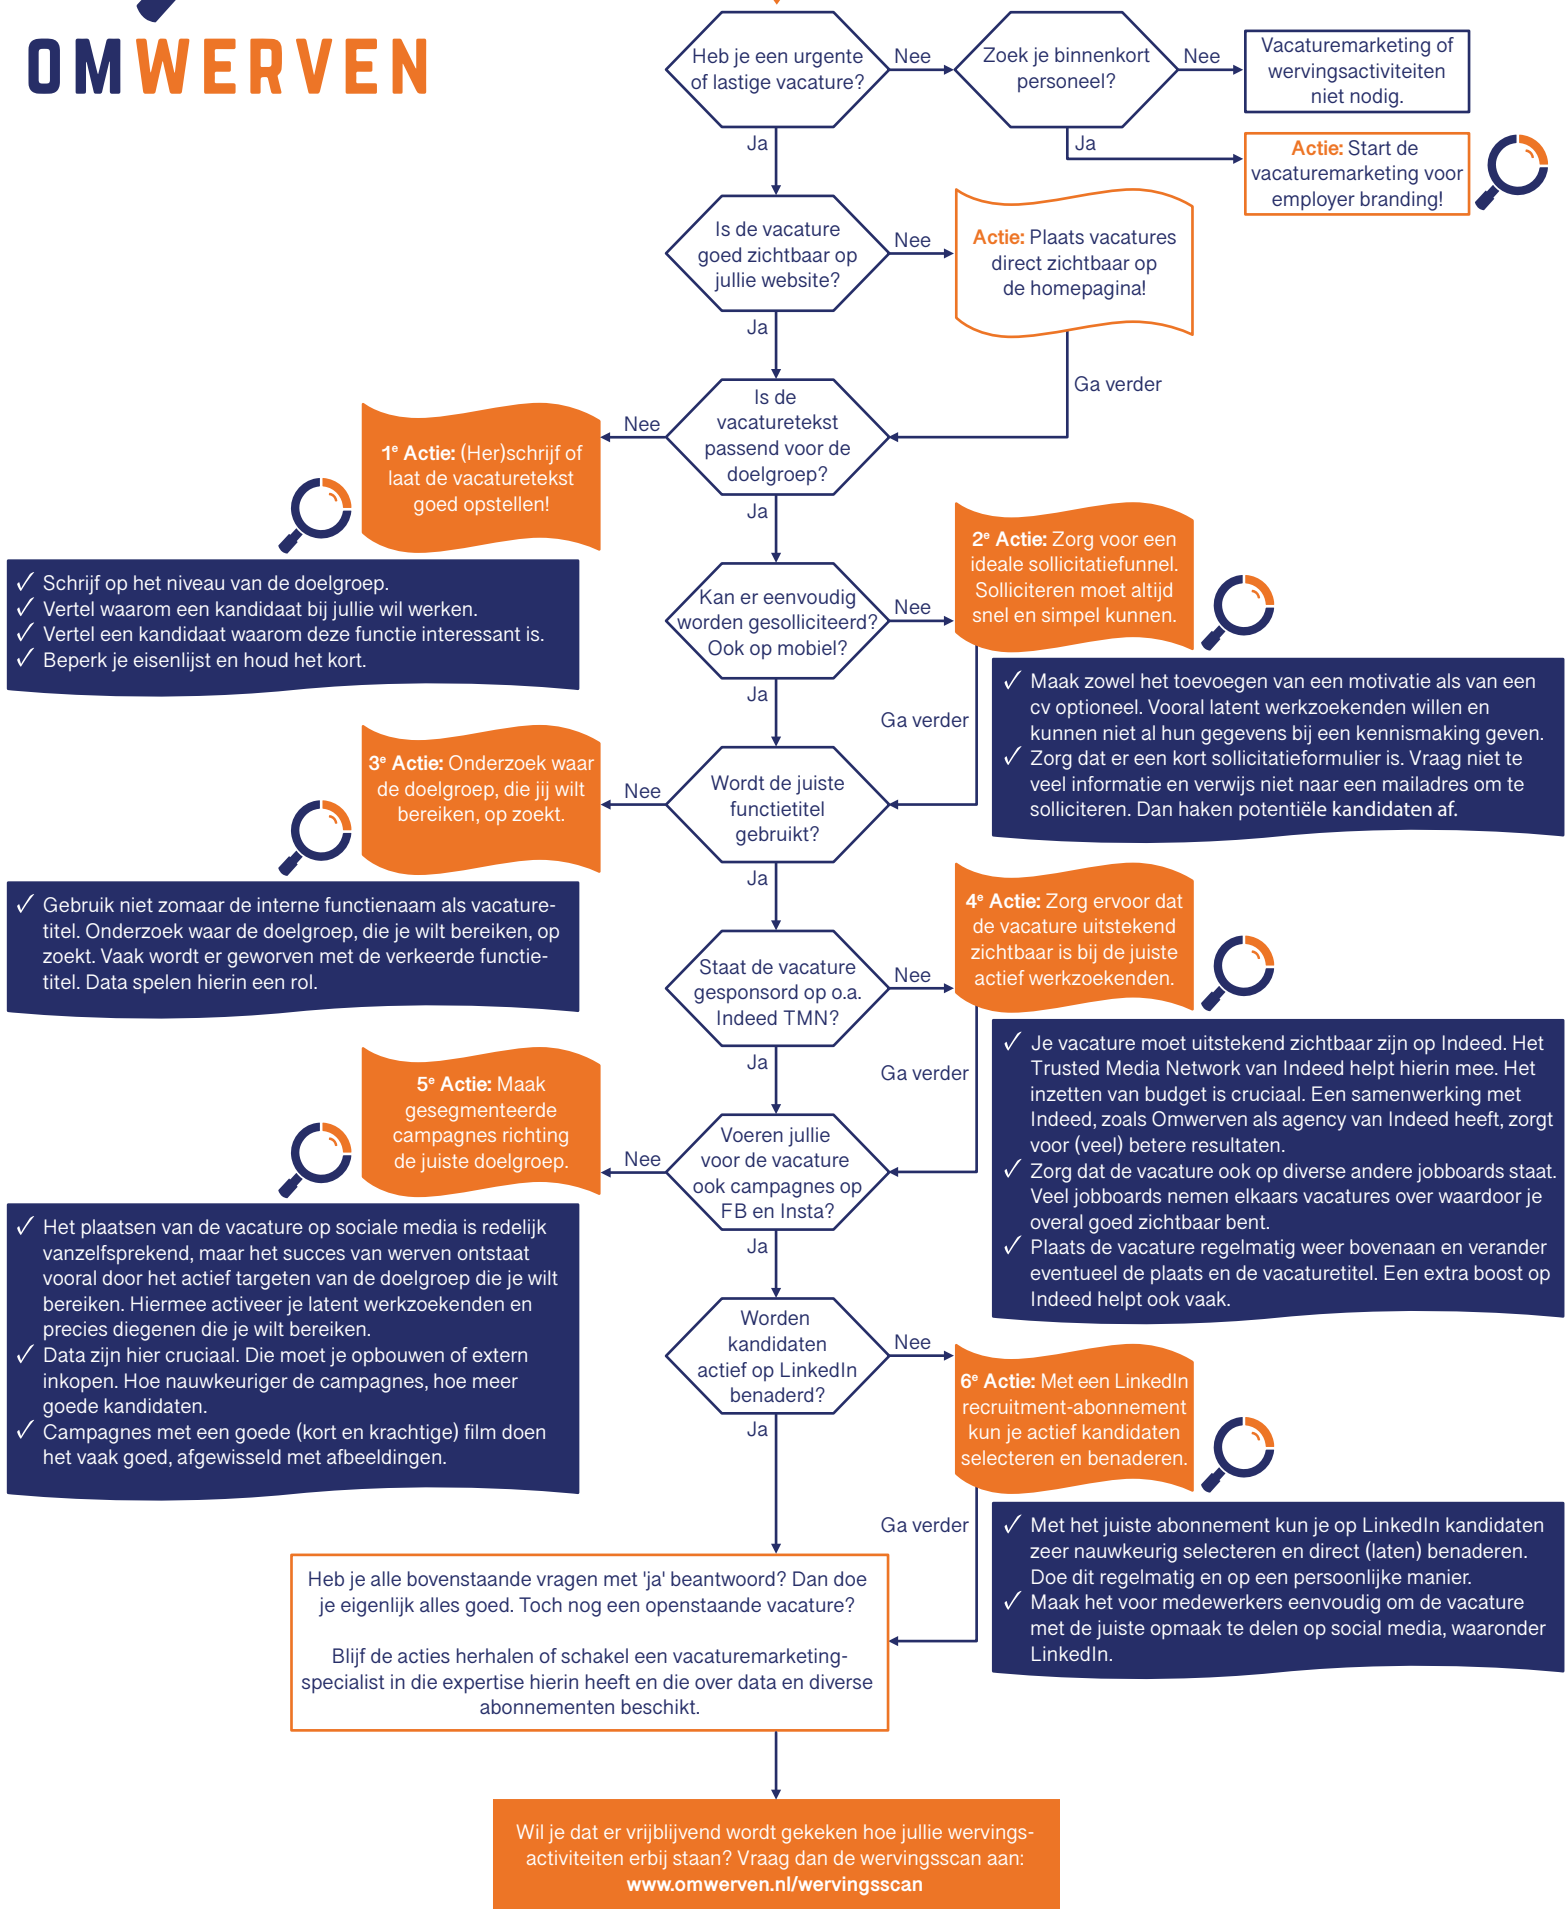 OMWERVEN
Heb je een urgente
of lastige vacature?
Nee
Zoek je binnenkort
personeel?
Nee
Vacaturemarketing of
wervingsactiviteiten
niet nodig.
Ja
Ja
Actie: Start de
vacaturemarketing voor
employer branding!
Is de vacature
goed zichtbaar op
jullie website?
Nee
Actie: Plaats vacatures
direct zichtbaar op
de homepagina!
Ja
Ga verder
Is de
vacaturetekst
passend voor de
doelgroep?
Nee
1e Actie: (Her)schrijf of
laat de vacaturetekst
goed opstellen!
✓ Schrijf op het niveau van de doelgroep.
✓ Vertel waarom een kandidaat bij jullie wil werken.
✓ Vertel een kandidaat waarom deze functie interessant is.
✓ Beperk je eisenlijst en houd het kort.
Ja
Kan er eenvoudig
worden gesolliciteerd?
Ook op mobiel?
Nee
2e Actie: Zorg voor een
ideale sollicitatiefunnel.
Solliciteren moet altijd
snel en simpel kunnen.
✓ Maak zowel het toevoegen van een motivatie als van een
cv optioneel. Vooral latent werkzoekenden willen en
kunnen niet al hun gegevens bij een kennismaking geven.
✓ Zorg dat er een kort sollicitatieformulier is. Vraag niet te
veel informatie en verwijs niet naar een mailadres om te
solliciteren. Dan haken potentiële kandidaten af.
Ja
Ga verder
Wordt de juiste
functietitel
gebruikt?
Nee
3e Actie: Onderzoek waar
de doelgroep, die jij wilt
bereiken, op zoekt.
✓ Gebruik niet zomaar de interne functienaam als vacature-
titel. Onderzoek waar de doelgroep, die je wilt bereiken, op
zoekt. Vaak wordt er geworven met de verkeerde functie-
titel. Data spelen hierin een rol.
Ja
Staat de vacature
gesponsord op o.a.
Indeed TMN?
Nee
4e Actie: Zorg ervoor dat
de vacature uitstekend
zichtbaar is bij de juiste
actief werkzoekenden.
✓ Je vacature moet uitstekend zichtbaar zijn op Indeed. Het
Trusted Media Network van Indeed helpt hierin mee. Het
inzetten van budget is cruciaal. Een samenwerking met
Indeed, zoals Omwerven als agency van Indeed heeft, zorgt
voor (veel) betere resultaten.
✓ Zorg dat de vacature ook op diverse andere jobboards staat.
Veel jobboards nemen elkaars vacatures over waardoor je
overal goed zichtbaar bent.
✓ Plaats de vacature regelmatig weer bovenaan en verander
eventueel de plaats en de vacaturetitel. Een extra boost op
Indeed helpt ook vaak.
Ja
Ga verder
Voeren jullie
voor de vacature
ook campagnes op
FB en Insta?
Nee
5e Actie: Maak
gesegmenteerde
campagnes richting
de juiste doelgroep.
✓ Het plaatsen van de vacature op sociale media is redelijk
vanzelfsprekend, maar het succes van werven ontstaat
vooral door het actief targeten van de doelgroep die je wilt
bereiken. Hiermee activeer je latent werkzoekenden en
precies diegenen die je wilt bereiken.
✓ Data zijn hier cruciaal. Die moet je opbouwen of extern
inkopen. Hoe nauwkeuriger de campagnes, hoe meer
goede kandidaten.
✓ Campagnes met een goede (kort en krachtige) film doen
het vaak goed, afgewisseld met afbeeldingen.
Ja
Worden
kandidaten
actief op LinkedIn
benaderd?
Nee
6e Actie: Met een LinkedIn
recruitment-abonnement
kun je actief kandidaten
selecteren en benaderen.
✓ Met het juiste abonnement kun je op LinkedIn kandidaten
zeer nauwkeurig selecteren en direct (laten) benaderen.
Doe dit regelmatig en op een persoonlijke manier.
✓ Maak het voor medewerkers eenvoudig om de vacature
met de juiste opmaak te delen op social media, waaronder
LinkedIn.
Ja
Ga verder
Heb je alle bovenstaande vragen met 'ja' beantwoord? Dan doe
je eigenlijk alles goed. Toch nog een openstaande vacature?
Blijf de acties herhalen of schakel een vacaturemarketing-
specialist in die expertise hierin heeft en die over data en diverse
abonnementen beschikt.
Wil je dat er vrijblijvend wordt gekeken hoe jullie wervings-
activiteiten erbij staan? Vraag dan de wervingsscan aan:
www.omwerven.nl/wervingsscan